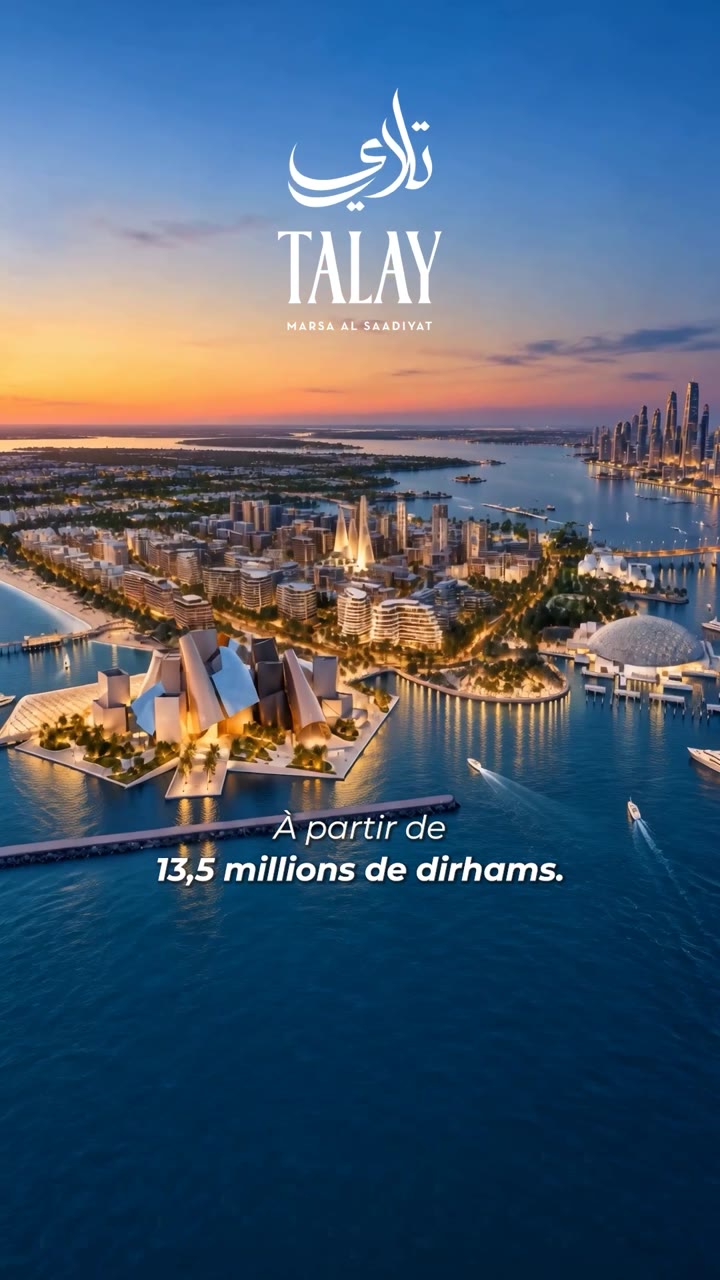 تلاي
TALAY
MARSA AL SAADIYAT
À partir de
13,5 millions de dirhams.